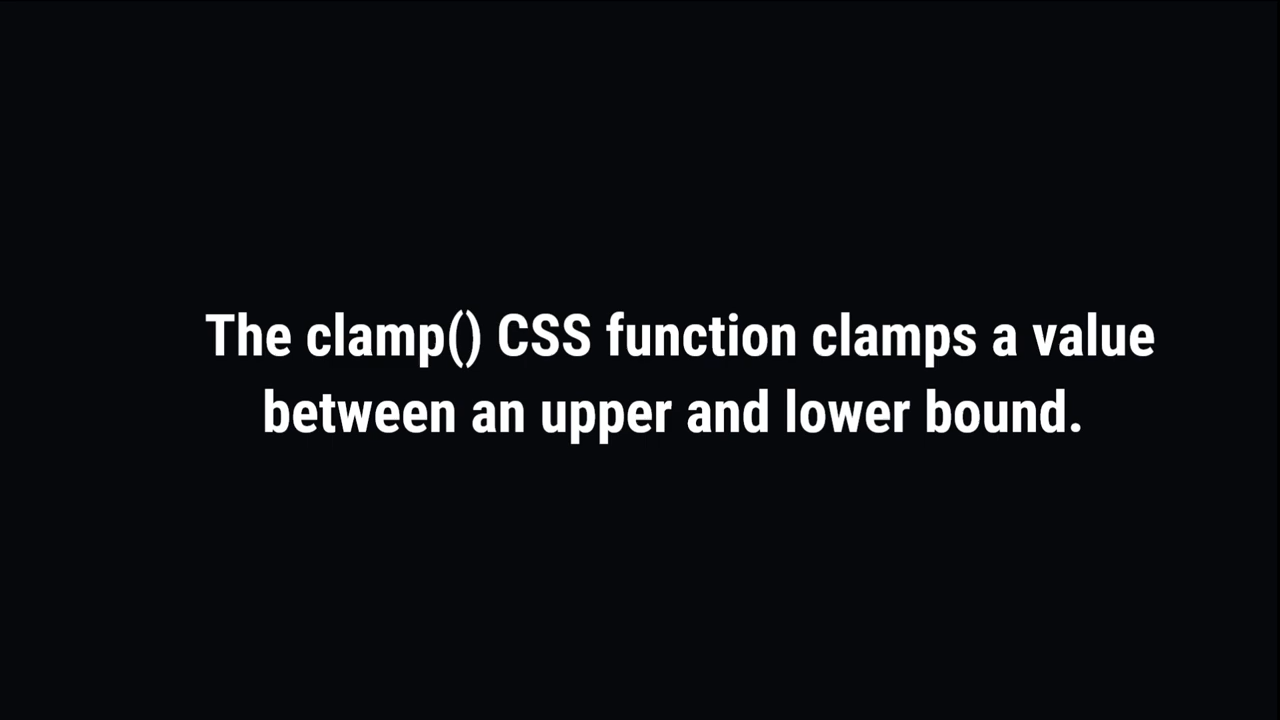 The clamp() CSS function clamps a value
between an upper and lower bound.